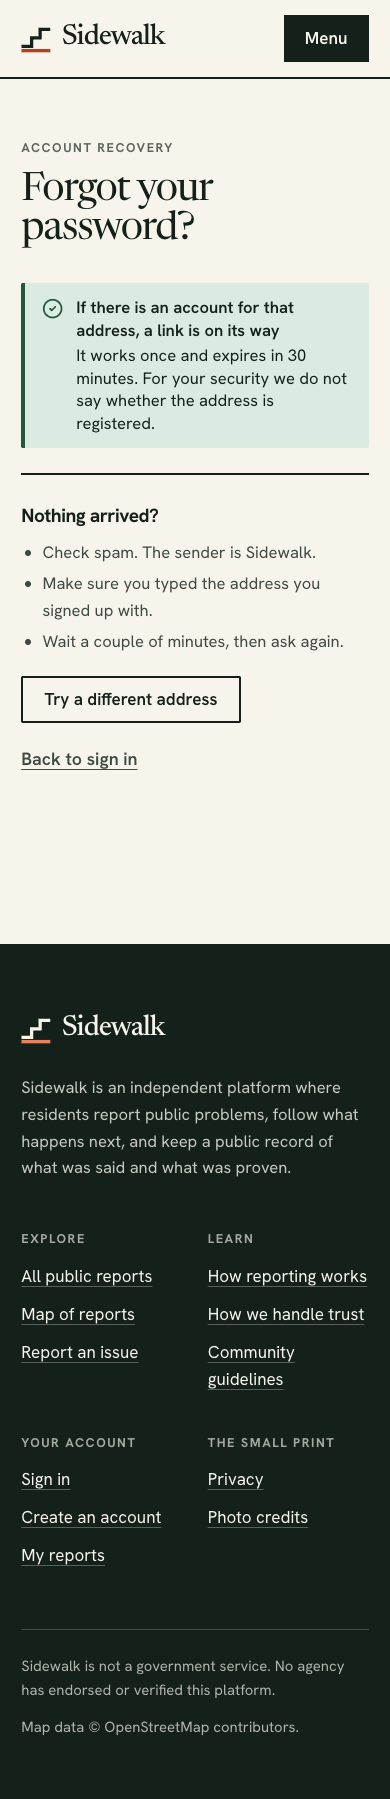 Sidewalk
Menu
ACCOUNT RECOVERY
Forgot your
password?
If there is an account for that
address, a link is on its way
It works once and expires in 30
minutes. For your security we do not
say whether the address is
registered.
Nothing arrived?
• Check spam. The sender is Sidewalk.
• Make sure you typed the address you
signed up with.
• Wait a couple of minutes, then ask again.
Try a different address
Back to sign in
Sidewalk
Sidewalk is an independent platform where
residents report public problems, follow what
happens next, and keep a public record of
what was said and what was proven.
EXPLORE
All public reports
Map of reports
Report an issue
LEARN
How reporting works
How we handle trust
Community
guidelines
YOUR ACCOUNT
Sign in
Create an account
My reports
THE SMALL PRINT
Privacy
Photo credits
Sidewalk is not a government service. No agency
has endorsed or verified this platform.
Map data © OpenStreetMap contributors.